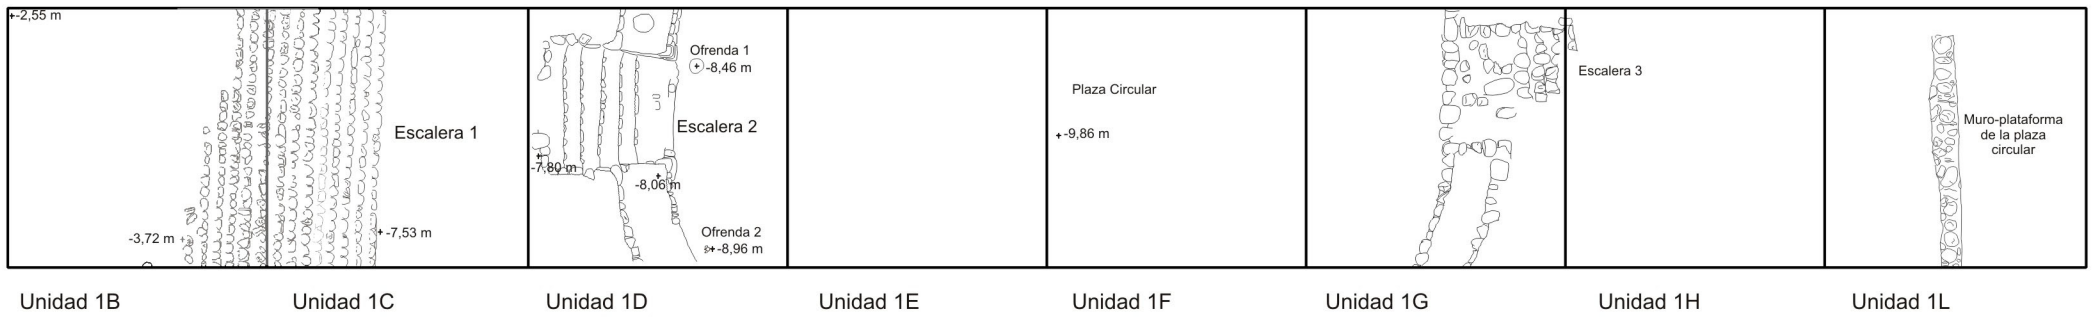 -2,55 m
-3,72 m
Escalera 1
-7,53 m
Ofrenda 1
-8,46 m
Escalera 2
-7,80 m
-8,06 m
Ofrenda 2
-8,96 m
Plaza Circular
-9,86 m
Escalera 3
Muro-plataforma
de la plaza
circular
Unidad 1B
Unidad 1C
Unidad 1D
Unidad 1E
Unidad 1F
Unidad 1G
Unidad 1H
Unidad 1L